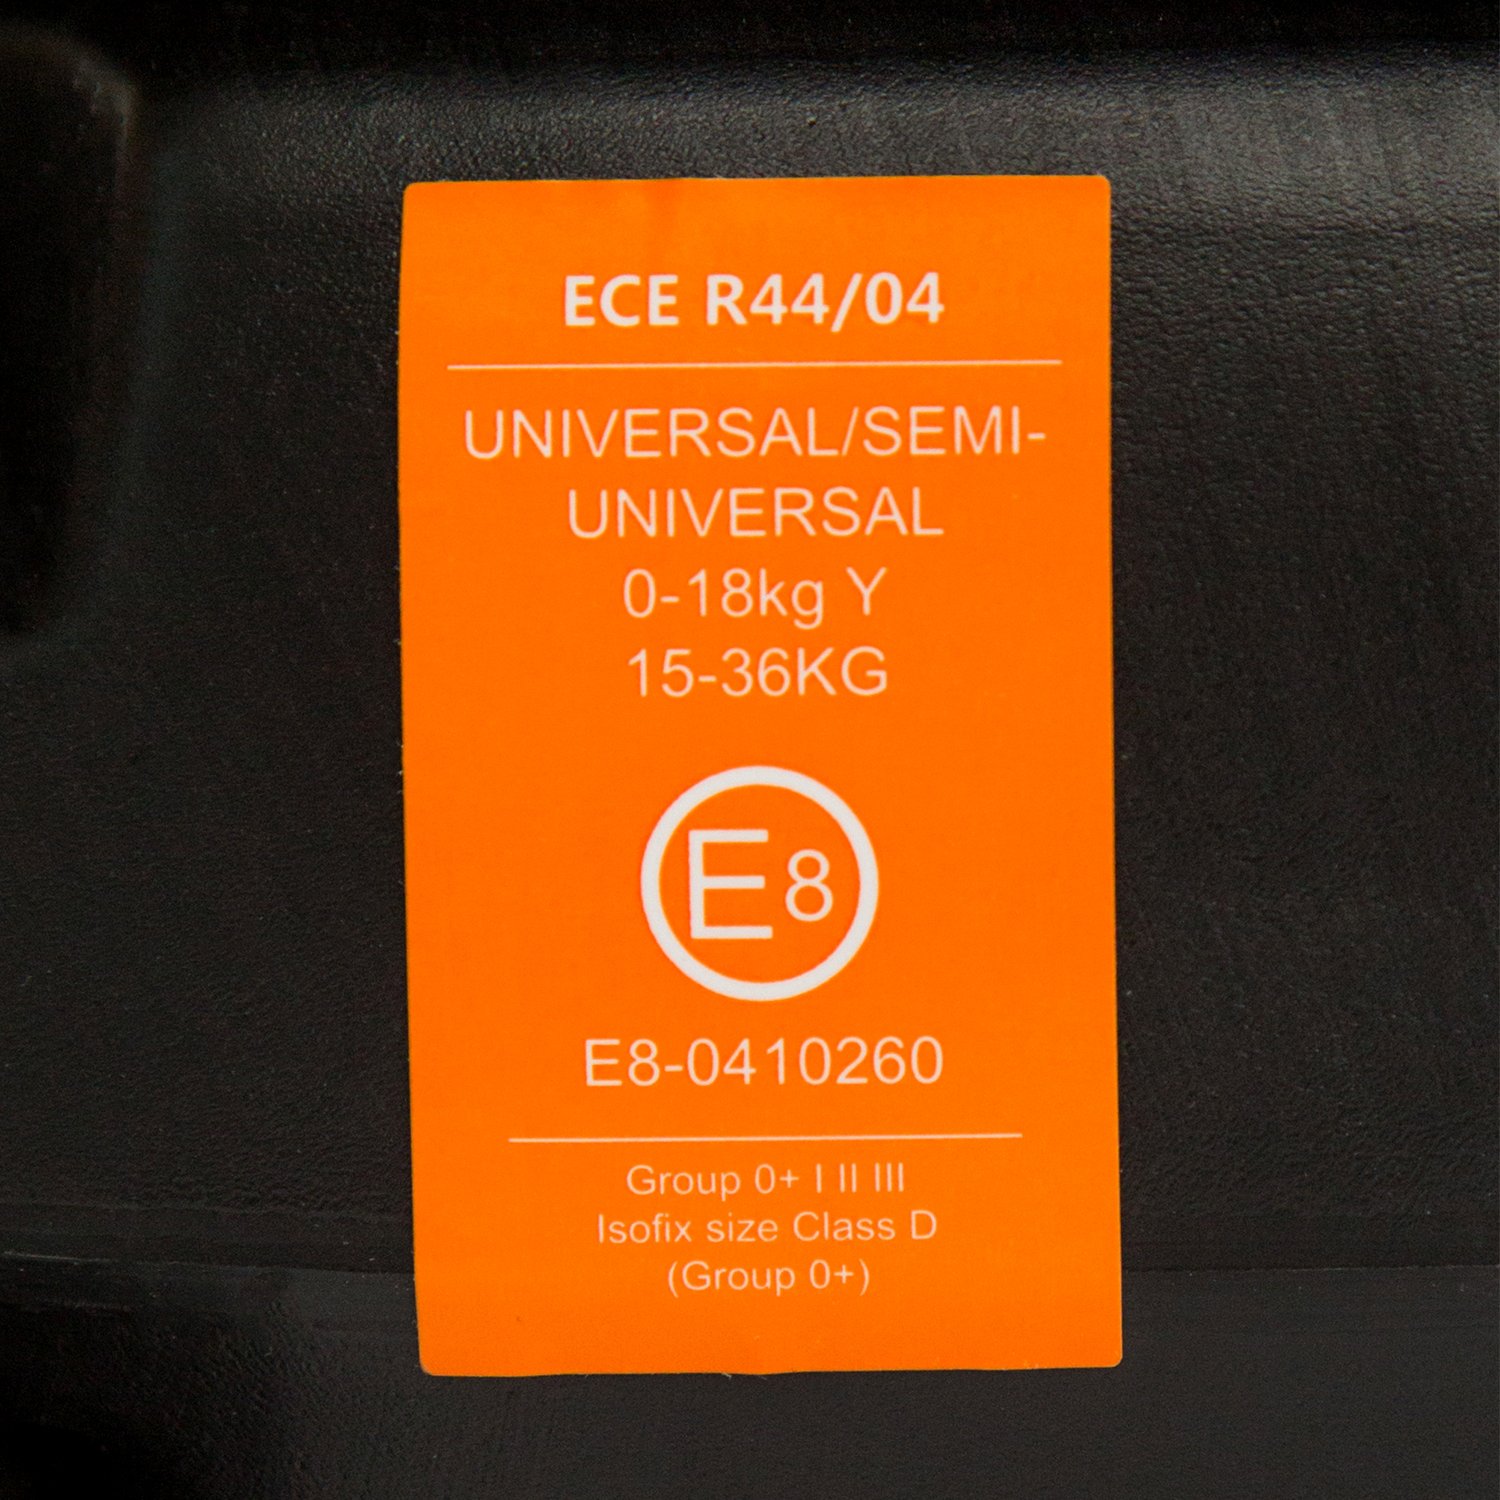 ECE R44/04
UNIVERSAL/SEMI-
UNIVERSAL
0-18kg Y
15-36KG
E8
E8-0410260
Group 0+ I II III
Isofix size Class D
(Group 0+)